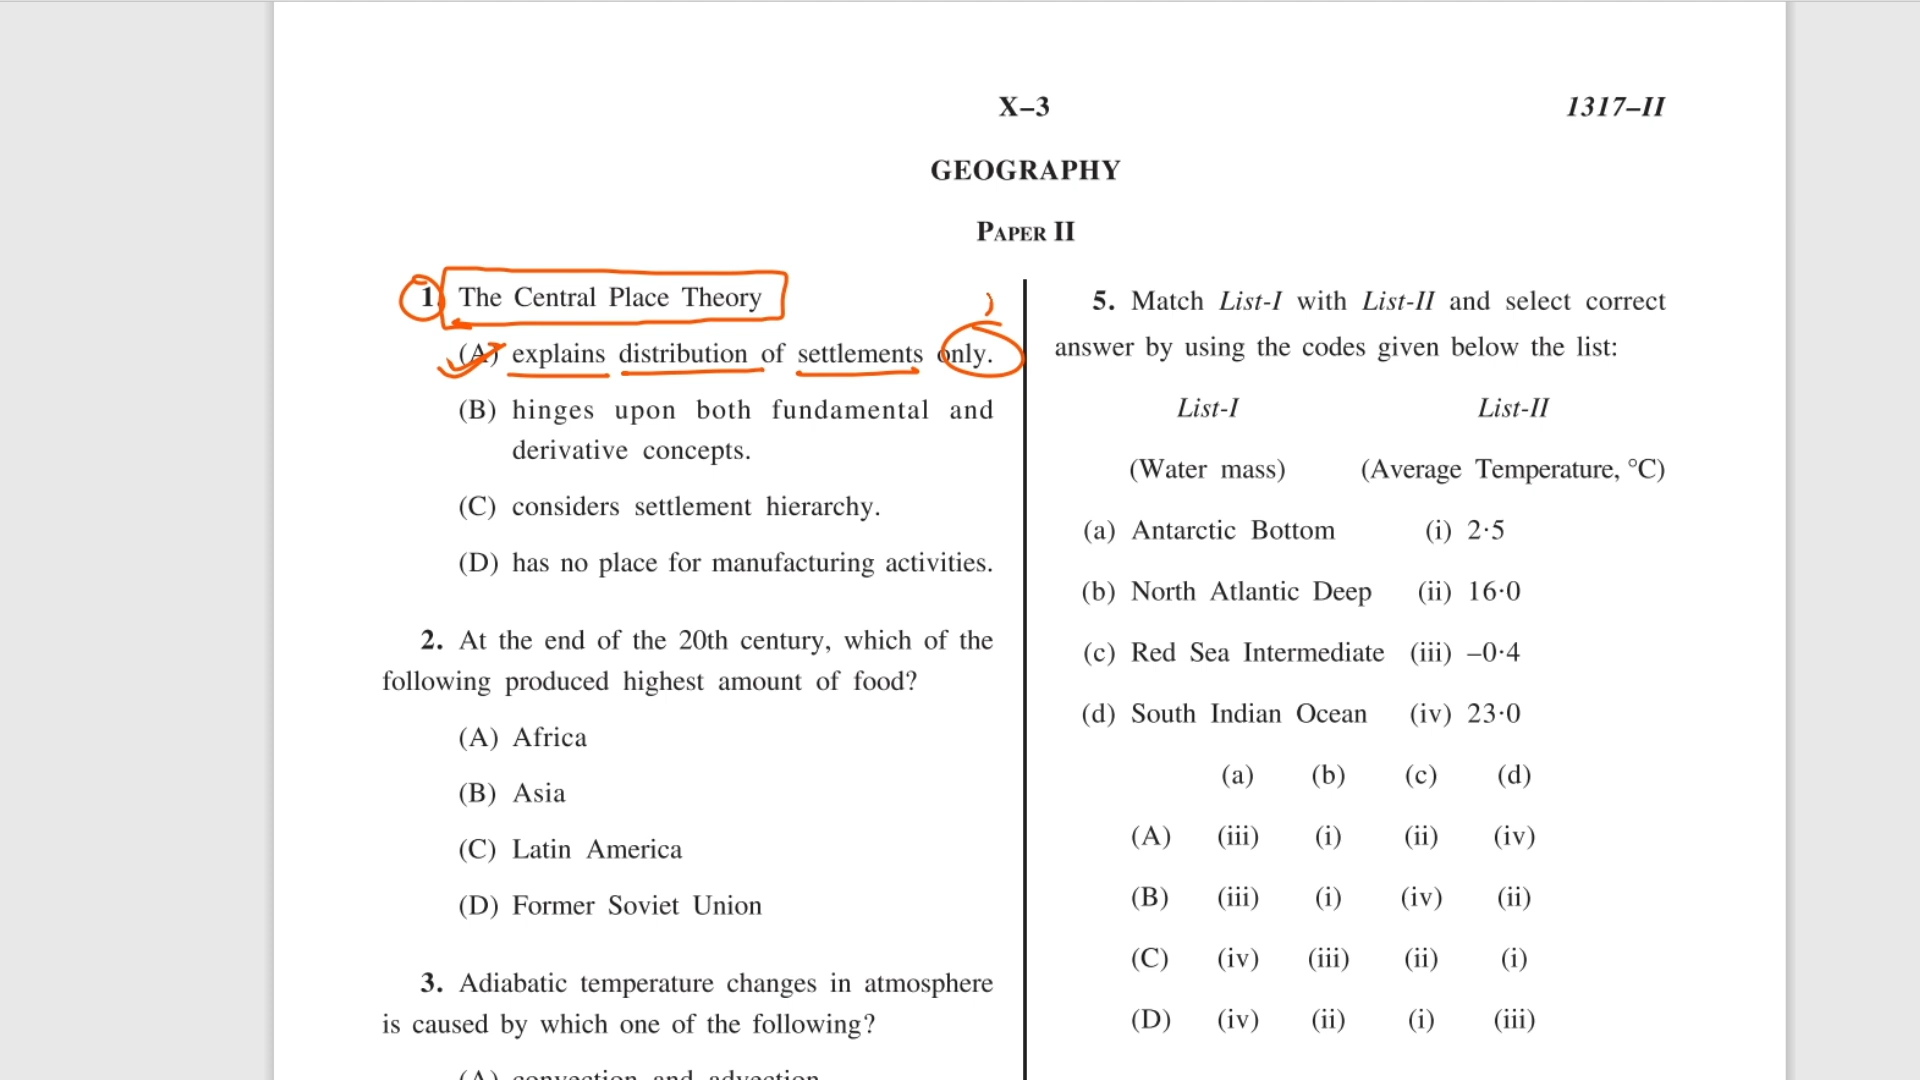 X–3
1317–II
GEOGRAPHY
PAPER II
1. The Central Place Theory
(A) explains distribution of settlements only.
(B) hinges upon both fundamental and
derivative concepts.
(C) considers settlement hierarchy.
(D) has no place for manufacturing activities.
2. At the end of the 20th century, which of the
following produced highest amount of food?
(A) Africa
(B) Asia
(C) Latin America
(D) Former Soviet Union
3. Adiabatic temperature changes in atmosphere
is caused by which one of the following?
(A) convection and advection
5. Match List-I with List-II and select correct
answer by using the codes given below the list:
List-I List-II
(Water mass) (Average Temperature, °C)
(a) Antarctic Bottom (i) 2·5
(b) North Atlantic Deep (ii) 16·0
(c) Red Sea Intermediate (iii) –0·4
(d) South Indian Ocean (iv) 23·0
(a) (b) (c) (d)
(A) (iii) (i) (ii) (iv)
(B) (iii) (i) (iv) (ii)
(C) (iv) (iii) (ii) (i)
(D) (iv) (ii) (i) (iii)